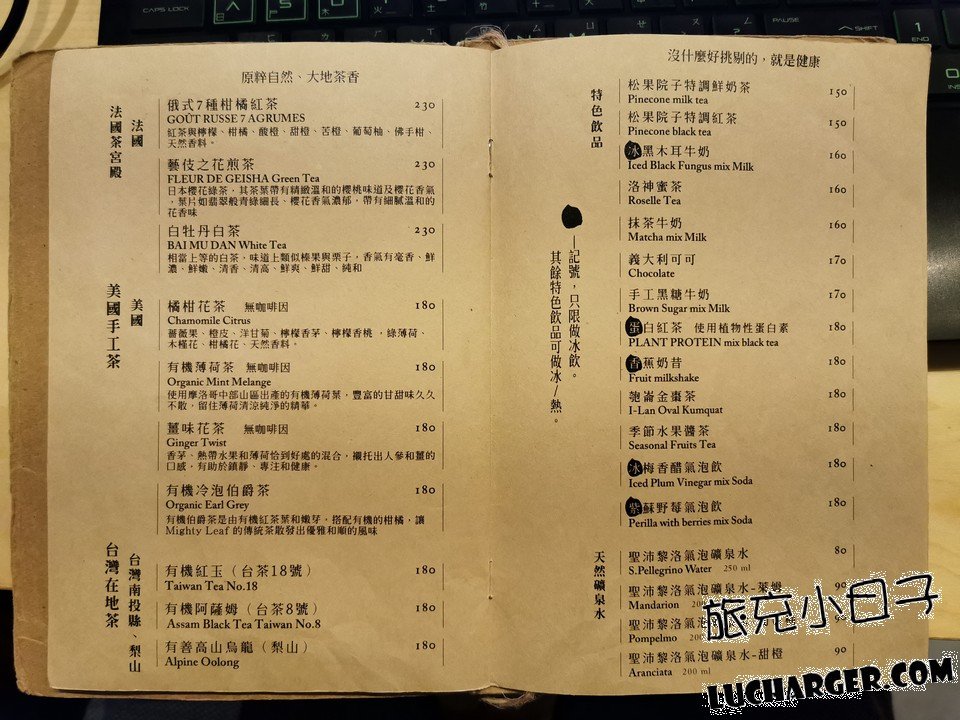 原粹自然、大地茶香
法國茶宮殿
法國
俄式7種柑橘紅茶 230
GOÛT RUSSE 7 AGRUMES
紅茶與檸檬、柑橘、酸橙、甜橙、苦橙、葡萄柚、佛手柑、
天然香料。
藝伎之花煎茶 230
FLEUR DE GEISHA Green Tea
日本櫻花綠茶，其茶葉帶有精緻溫和的櫻桃味道及櫻花香氣
，葉片如翡翠般青綠細長、櫻花香氣濃郁，帶有細膩溫和的
花香味
白牡丹白茶 230
BAI MU DAN White Tea
相當上等的白茶，味道上類似榛果與栗子，香氣有毫香、鮮
濃、鮮嫩、清香、清高、鮮爽、鮮甜、純和
美國手工茶
美國
橘柑花茶 無咖啡因 180
Chamomile Citrus
薔薇果、橙皮、洋甘菊、檸檬香茅、檸檬香桃，綠薄荷、
木槿花、柑橘花、天然香料。
有機薄荷茶 無咖啡因 180
Organic Mint Melange
使用摩洛哥中部山區出產的有機薄荷葉，豐富的甘甜味久久
不散，留住薄荷清涼純淨的精華。
薑味花茶 無咖啡因 180
Ginger Twist
香茅、熱帶水果和薄荷恰到好處的混合，襯托出人參和薑的
口感，有助於鎮靜、專注和健康。
有機冷泡伯爵茶 180
Organic Earl Grey
有機伯爵茶是由有機紅茶葉和嫩芽，搭配有機的柑橘，讓
Mighty Leaf 的傳統茶散發出優雅和順的風味
台灣在地茶
台灣南投縣、梨山
有機紅玉（台茶18號） 180
Taiwan Tea No.18
有機阿薩姆（台茶8號） 180
Assam Black Tea Taiwan No.8
有善高山烏龍（梨山） 180
Alpine Oolong
沒什麼好挑剔的，就是健康
特色飲品
松果院子特調鮮奶茶 150
Pinecone milk tea
松果院子特調紅茶 150
Pinecone black tea
冰黑木耳牛奶 160
Iced Black Fungus mix Milk
洛神蜜茶 160
Roselle Tea
抹茶牛奶 160
Matcha mix Milk
義大利可可 170
Chocolate
手工黑糖牛奶 170
Brown Sugar mix Milk
蛋白紅茶 使用植物性蛋白素 180
PLANT PROTEIN mix black tea
香蕉奶昔 180
Fruit milkshake
㐵崙金棗茶 180
I-Lan Oval Kumquat
季節水果醬茶 180
Seasonal Fruits Tea
冰梅香醋氣泡飲 180
Iced Plum Vinegar mix Soda
紫蘇野莓氣泡飲 180
Perilla with berries mix Soda
—記號，只限做冰飲。
其餘特色飲品可做冰/熱。
天然礦泉水
聖沛黎洛氣泡礦泉水 80
S.Pellegrino Water 250 ml
聖沛黎洛氣泡礦泉水-萊姆 90
Mandarion
聖沛黎洛氣泡礦泉水
Pompelmo
聖沛黎洛氣泡礦泉水-甜橙 90
Aranciata 200 ml
旅充小日子
LUCHARGER.COM
CAPS LOCK
PAUSE
SHIFT
1
END